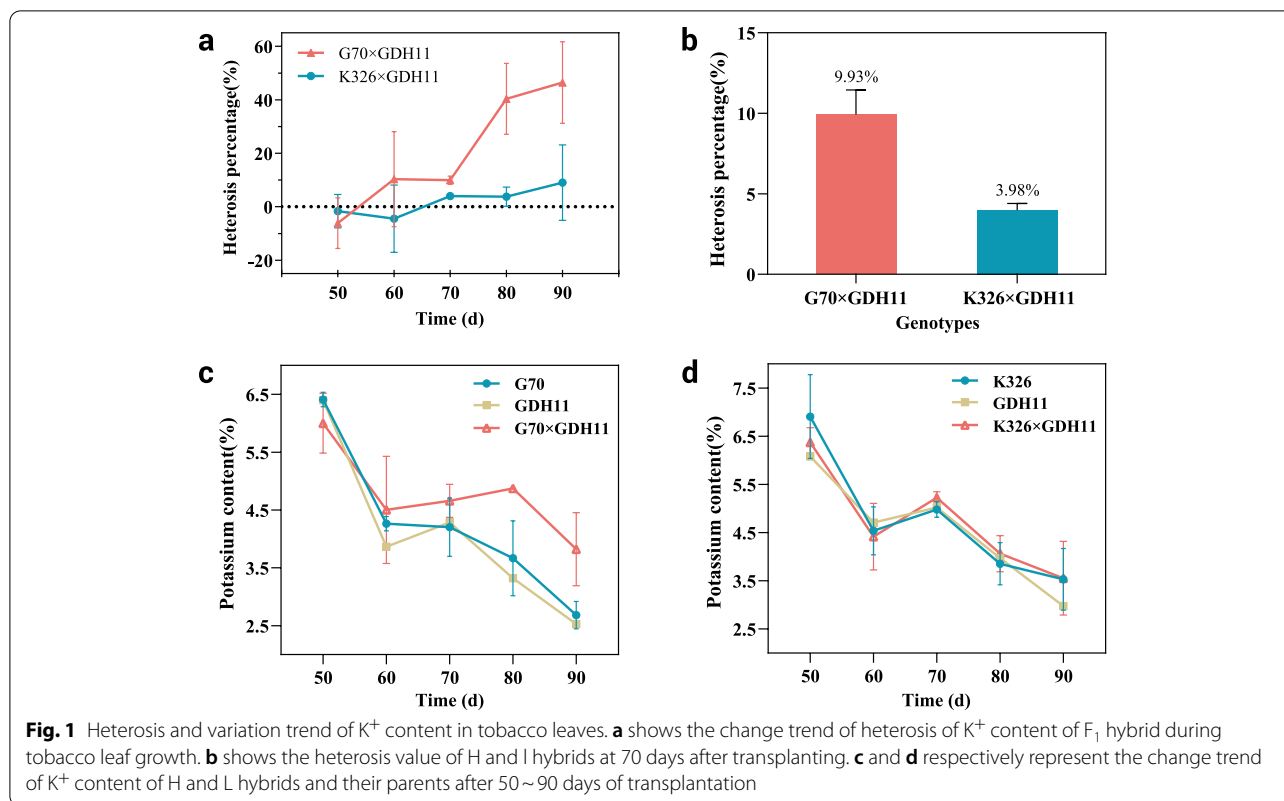 a
G70×GDH11
K326×GDH11
Heterosis percentage(%)
60
40
20
0
-20
50 60 70 80 90
Time (d)
b
Heterosis percentage(%)
15
10
5
0
9.93%
3.98%
G70×GDH11 K326×GDH11
Genotypes
c
G70
GDH11
G70×GDH11
Potassium content(%)
6.5
5.5
4.5
3.5
2.5
50 60 70 80 90
Time (d)
d
K326
GDH11
K326×GDH11
Potassium content(%)
7.5
6.5
5.5
4.5
3.5
2.5
50 60 70 80 90
Time (d)
Fig. 1 Heterosis and variation trend of K⁺ content in tobacco leaves. a shows the change trend of heterosis of K⁺ content of F₁ hybrid during
tobacco leaf growth. b shows the heterosis value of H and l hybrids at 70 days after transplanting. c and d respectively represent the change trend
of K⁺ content of H and L hybrids and their parents after 50 ~ 90 days of transplantation